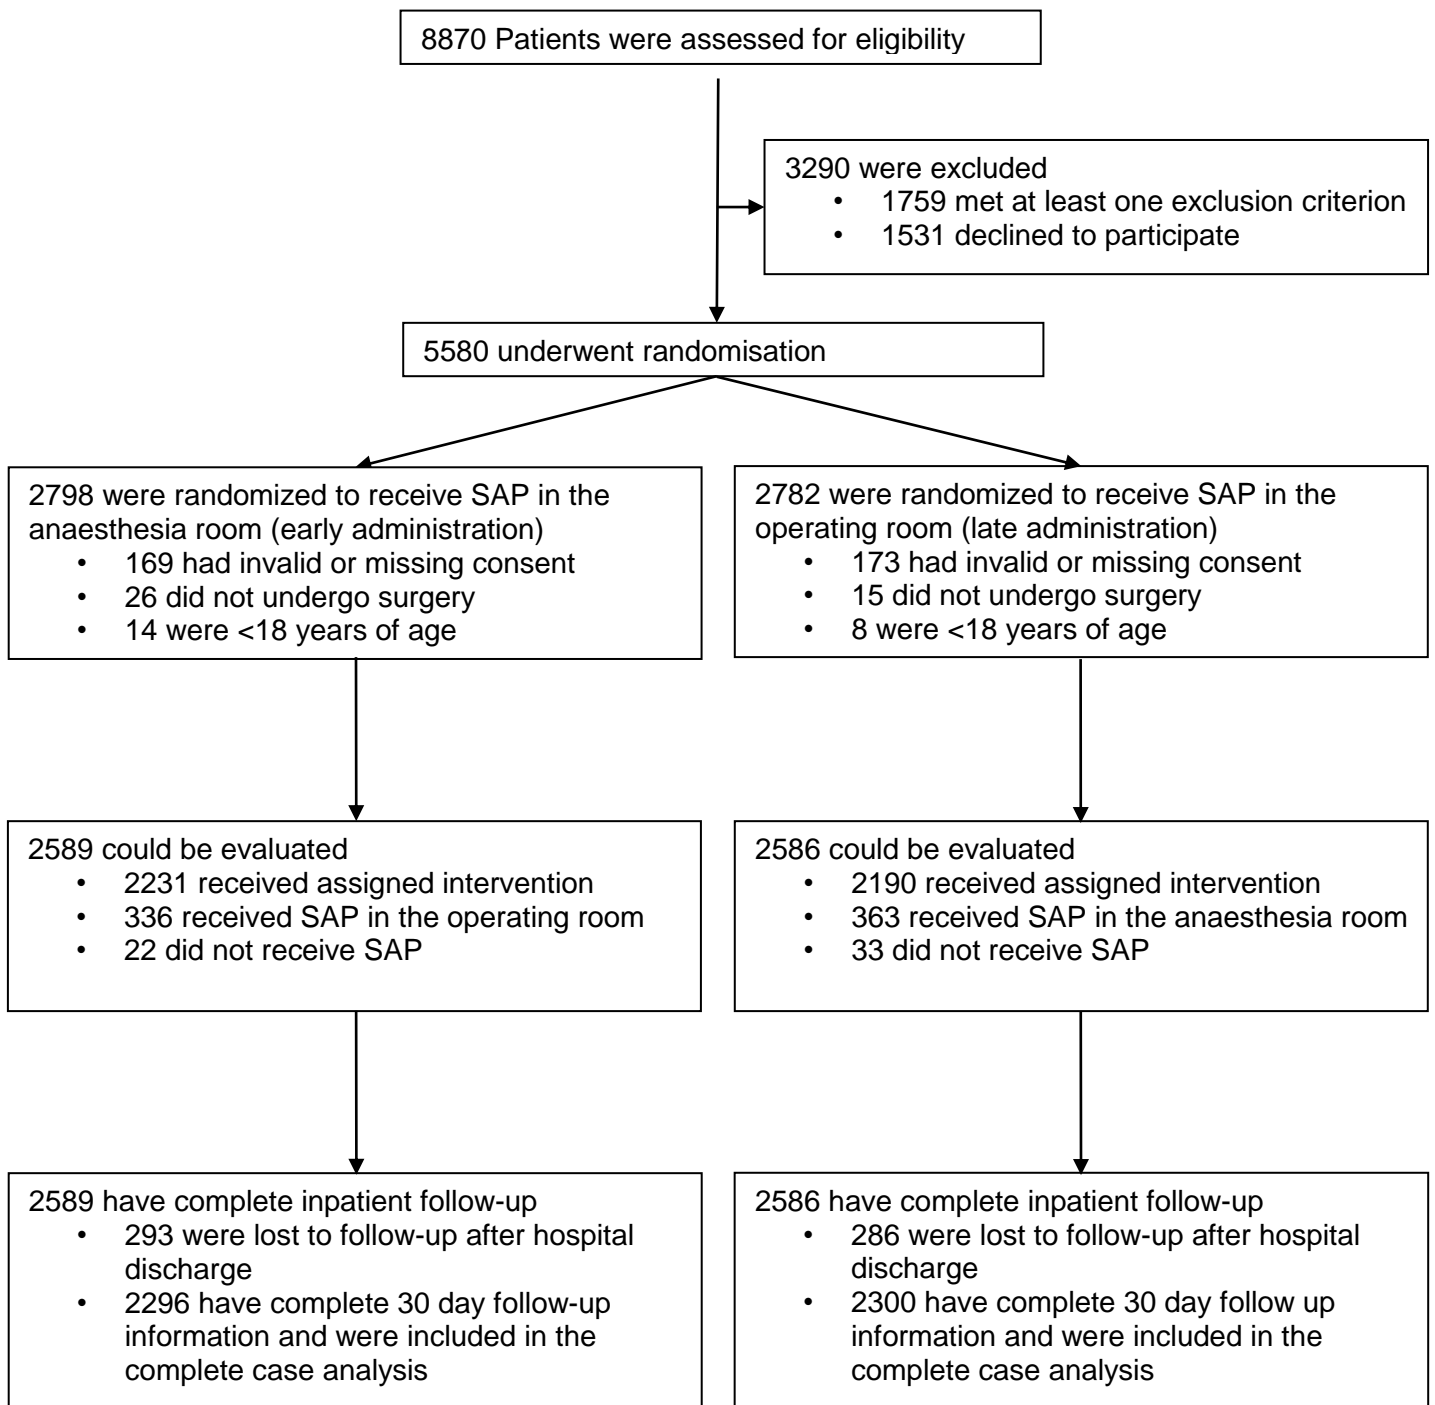 8870 Patients were assessed for eligibility
3290 were excluded
• 1759 met at least one exclusion criterion
• 1531 declined to participate
5580 underwent randomisation
2798 were randomized to receive SAP in the
anaesthesia room (early administration)
• 169 had invalid or missing consent
• 26 did not undergo surgery
• 14 were <18 years of age
2782 were randomized to receive SAP in the
operating room (late administration)
• 173 had invalid or missing consent
• 15 did not undergo surgery
• 8 were <18 years of age
2589 could be evaluated
• 2231 received assigned intervention
• 336 received SAP in the operating room
• 22 did not receive SAP
2586 could be evaluated
• 2190 received assigned intervention
• 363 received SAP in the anaesthesia room
• 33 did not receive SAP
2589 have complete inpatient follow-up
• 293 were lost to follow-up after hospital
discharge
• 2296 have complete 30 day follow-up
information and were included in the
complete case analysis
2586 have complete inpatient follow-up
• 286 were lost to follow-up after hospital
discharge
• 2300 have complete 30 day follow up
information and were included in the
complete case analysis